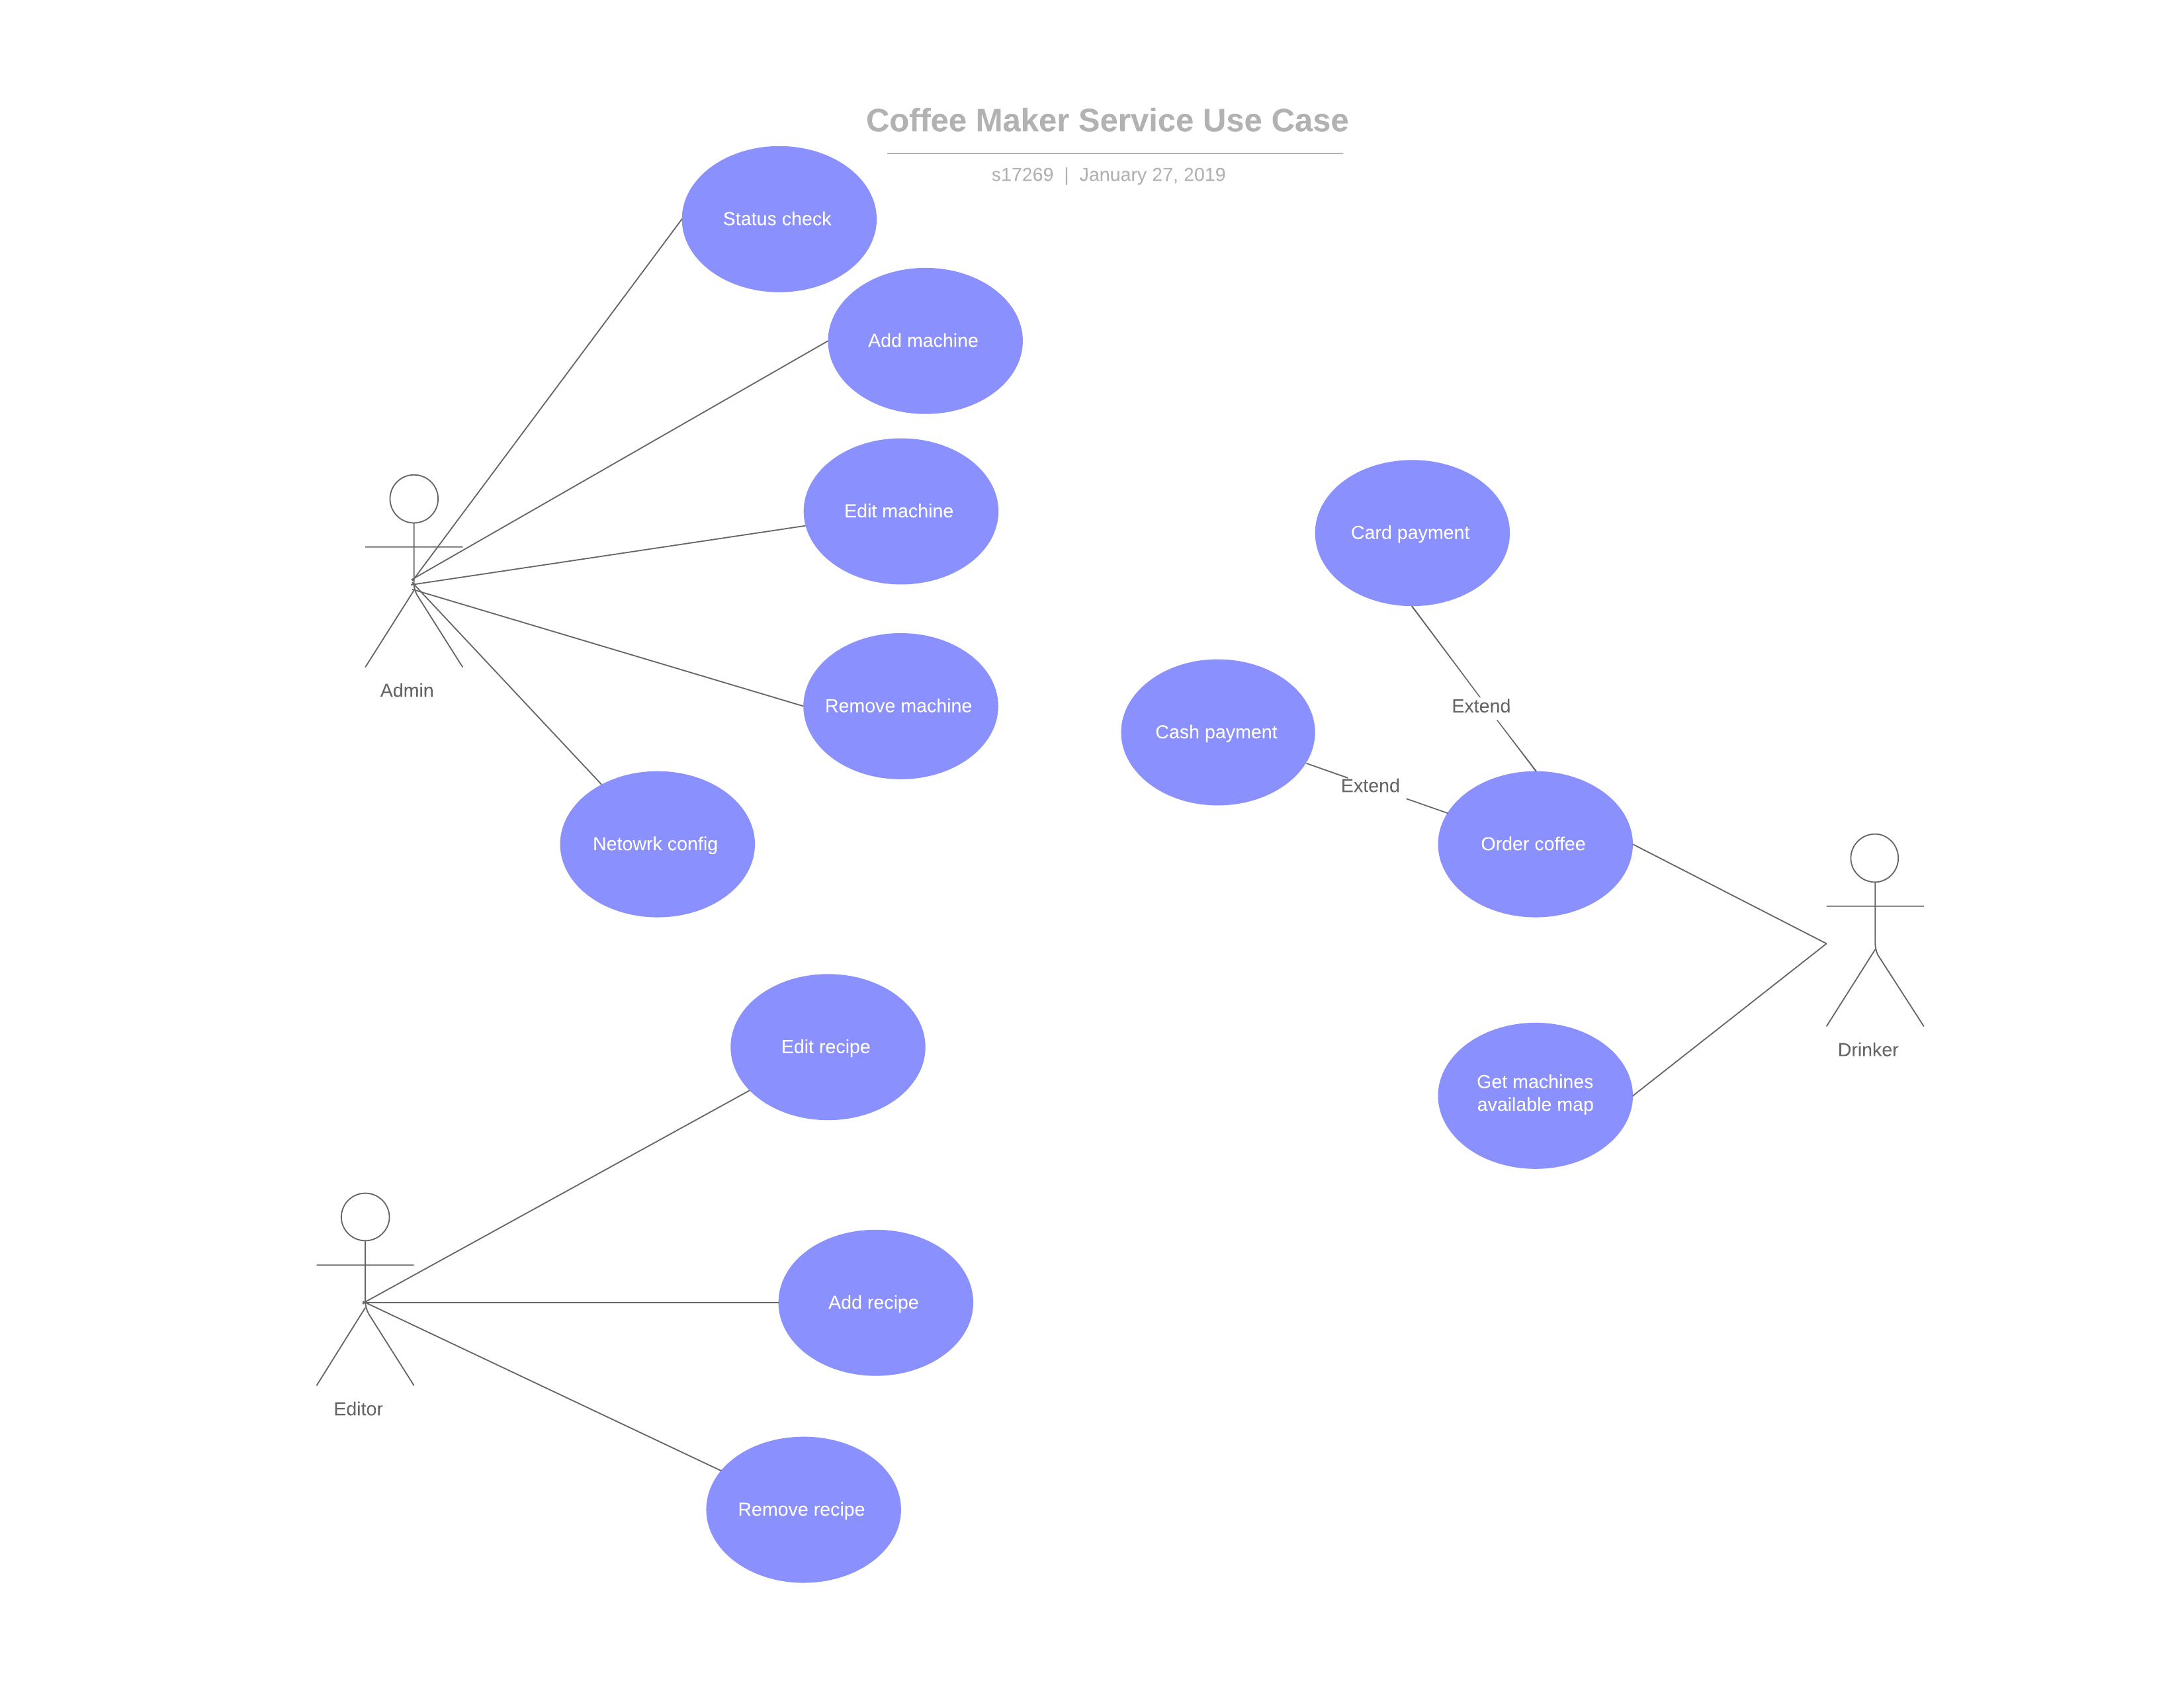 Coffee Maker Service Use Case
s17269 | January 27, 2019
Status check
Add machine
Edit machine
Card payment
Admin
Remove machine
Extend
Cash payment
Extend
Netowrk config
Order coffee
Edit recipe
Drinker
Get machines
available map
Add recipe
Editor
Remove recipe